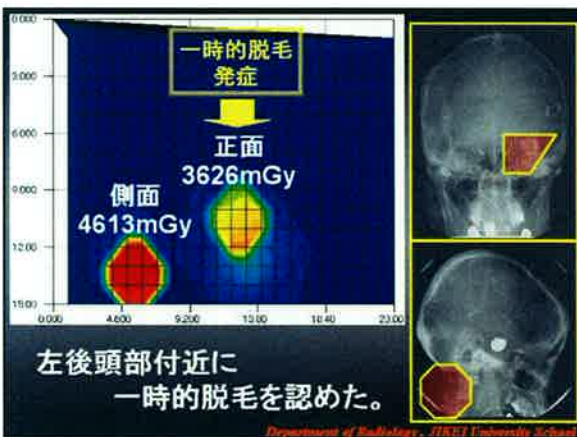 一時的脱毛
発症
正面
3626mGy
側面
4613mGy
0.000
3.000
6.000
9.000
12.00
15.00
0.000
4.600
9.200
13.80
18.40
23.00
左後頭部付近に
一時的脱毛を認めた。
Department of Radiology, JIKEI University School